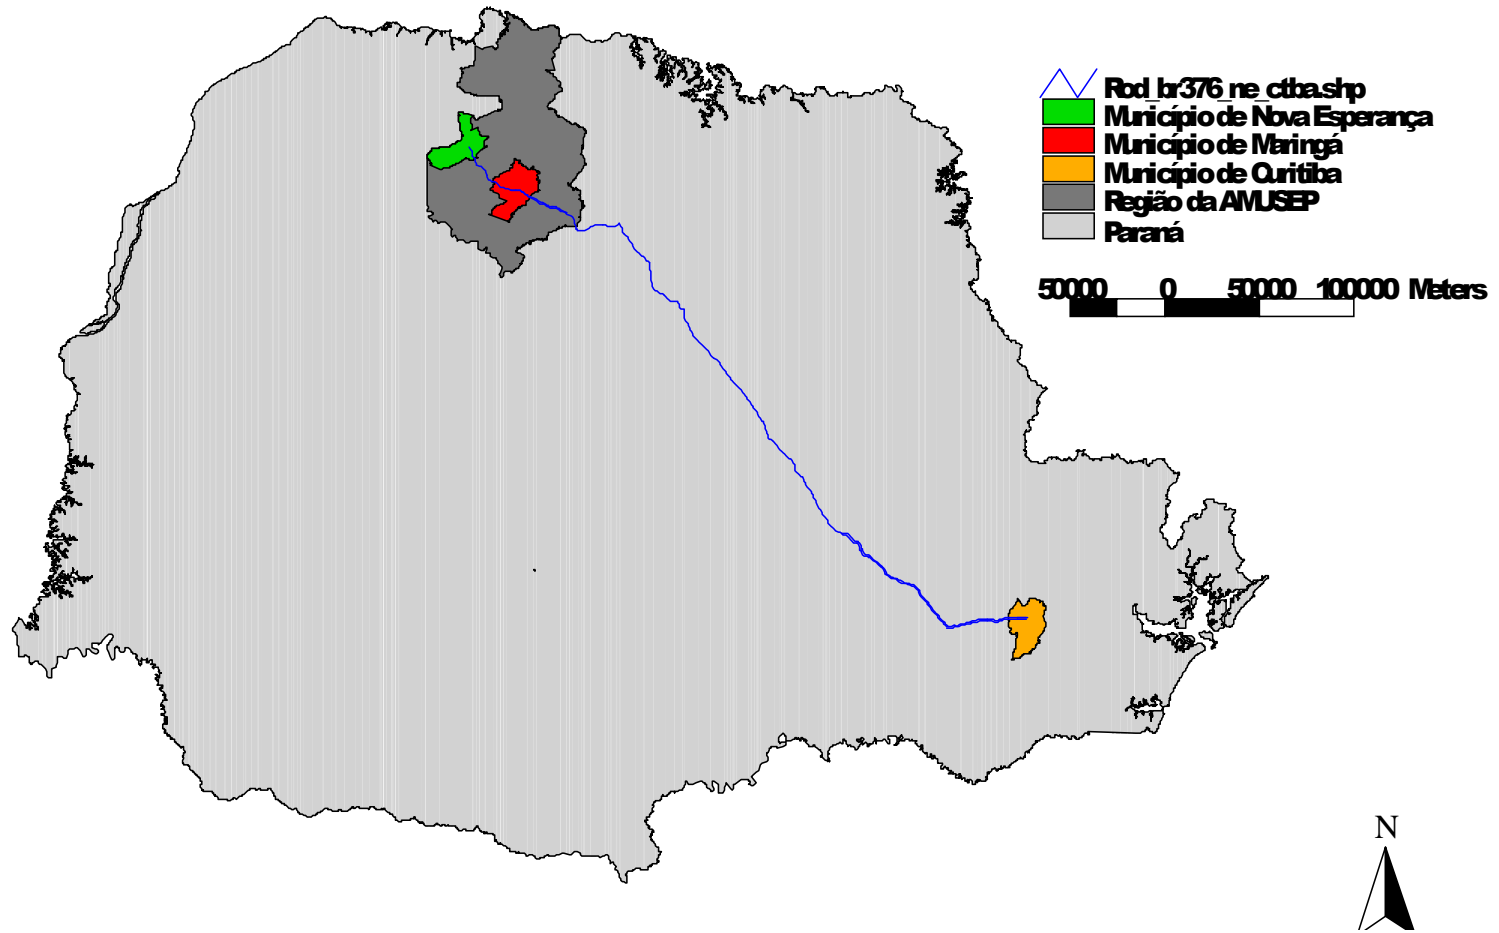 Rod_br376_ne_ctba.shp
Município de Nova Esperança
Município de Maringá
Município de Curitiba
Região da AMUSEP
Paraná
50000 0 50000 100000 Meters
N